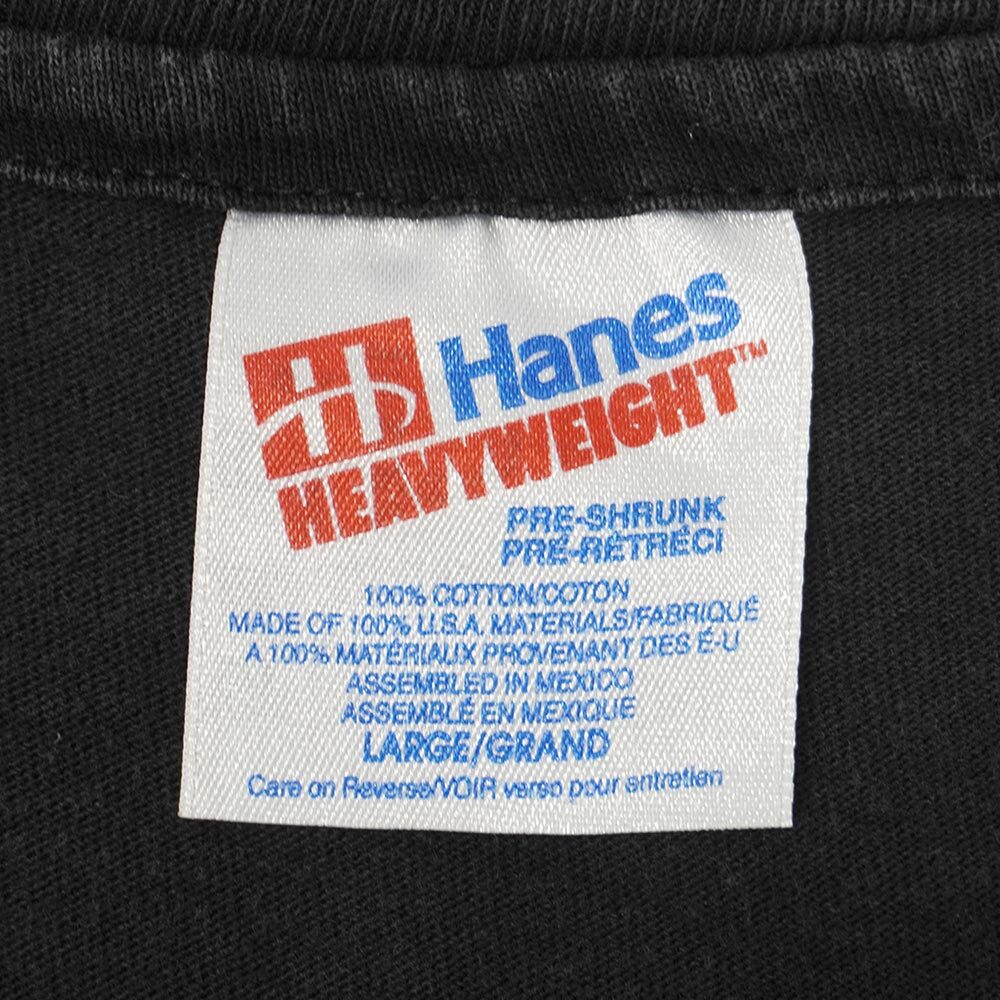 Hanes
HEAVYWEIGHT™
PRE-SHRUNK
PRÉ-RÉTRÉCI
100% COTTON/COTON
MADE OF 100% U.S.A. MATERIALS/FABRIQUÉ
A 100% MATÉRIAUX PROVENANT DES É-U
ASSEMBLED IN MEXICO
ASSEMBLÉ EN MEXIQUE
LARGE/GRAND
Care on Reverse/VOIR verso pour entretien